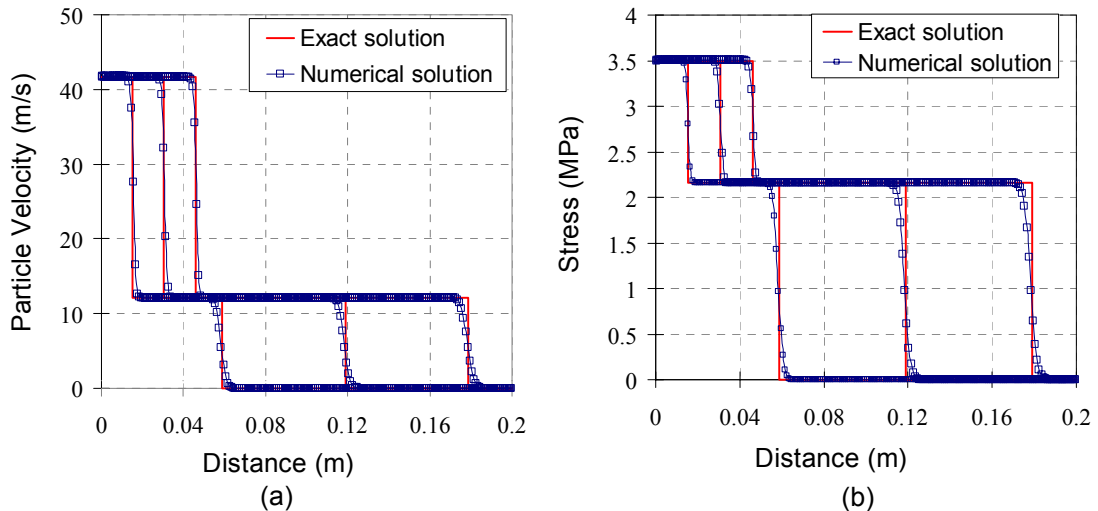 50
40
30
20
10
0
0
0.04
0.08
0.12
0.16
0.2
Particle Velocity (m/s)
Distance (m)
Exact solution
Numerical solution
(a)
4
3.5
3
2.5
2
1.5
1
0.5
0
0
0.04
0.08
0.12
0.16
0.2
Stress (MPa)
Distance (m)
Exact solution
Numerical solution
(b)